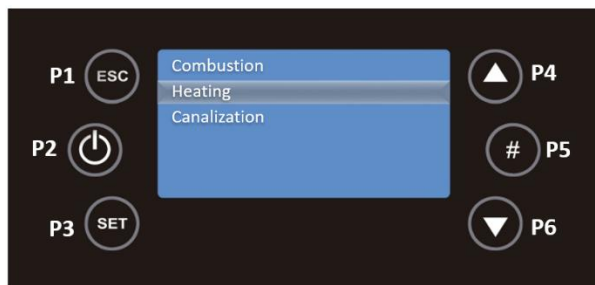 P1 ESC
P2
P3 SET
Combustion
Heating
Canalization
P4
# P5
P6